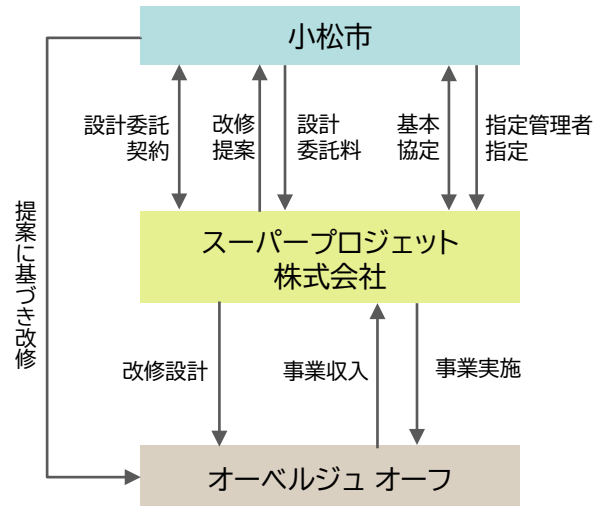 小松市
設計委託
契約
改修
提案
設計
委託料
基本
協定
指定管理者
指定
スーパープロジェット
株式会社
提案に基づき改修
改修設計
事業収入
事業実施
オーベルジュ オーフ